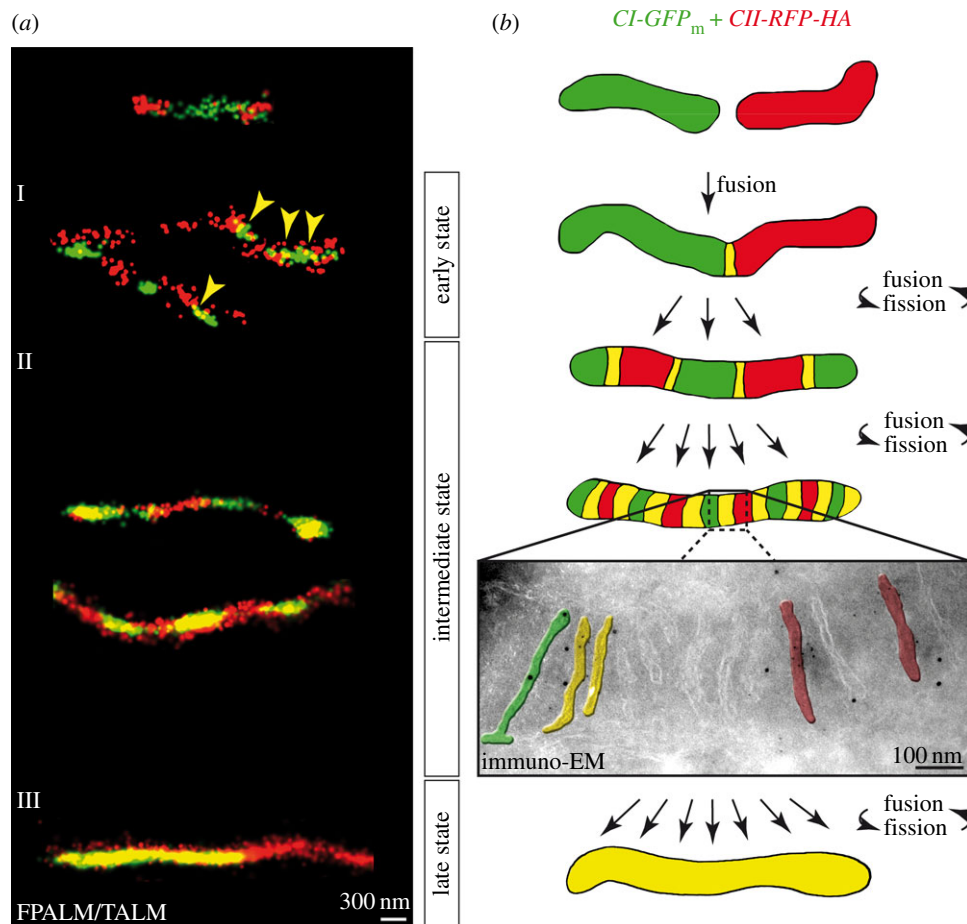 (a)
I
II
III
FPALM/TALM
300 nm
early state
intermediate state
late state
(b)
CI-GFPm + CII-RFP-HA
fusion
fusion
fission
fusion
fission
immuno-EM
100 nm
fusion
fission